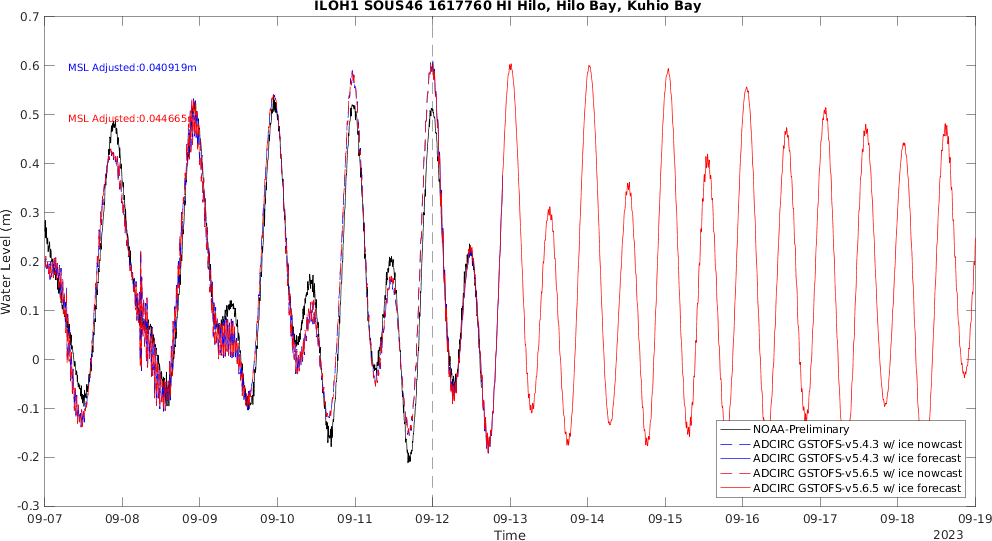 ILOH1 SOUS46 1617760 HI Hilo, Hilo Bay, Kuhio Bay
0.7
0.6
0.5
0.4
0.3
0.2
0.1
0
-0.1
-0.2
-0.3
Water Level (m)
MSL Adjusted:0.040919m
MSL Adjusted:0.044665m
NOAA-Preliminary
ADCIRC GSTOFS-v5.4.3 w/ ice nowcast
ADCIRC GSTOFS-v5.4.3 w/ ice forecast
ADCIRC GSTOFS-v5.6.5 w/ ice nowcast
ADCIRC GSTOFS-v5.6.5 w/ ice forecast
09-07 09-08 09-09 09-10 09-11 09-12 09-13 09-14 09-15 09-16 09-17 09-18 09-19
Time
2023